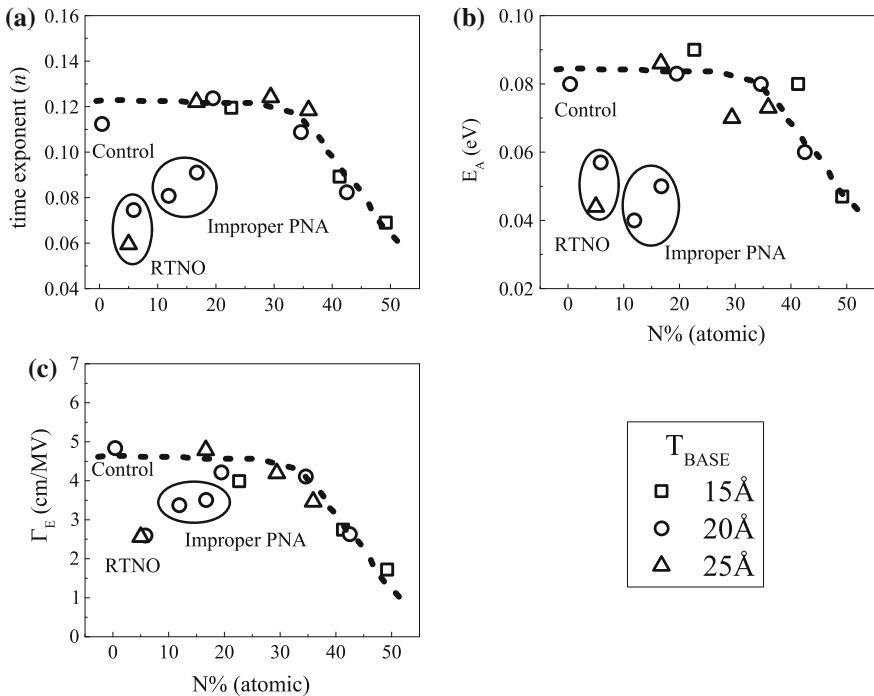 (a)
0.16
0.14
0.12
0.10
0.08
0.06
0.04
time exponent (n)
Control
Improper PNA
RTNO
0 10 20 30 40 50
(b)
0.10
0.08
0.06
0.04
0.02
E_A (eV)
Control
RTNO
Improper PNA
0 10 20 30 40 50
N% (atomic)
(c)
7
6
5
4
3
2
1
0
Γ_E (cm/MV)
Control
Improper PNA
RTNO
0 10 20 30 40 50
N% (atomic)
T_BASE
15Å
20Å
25Å